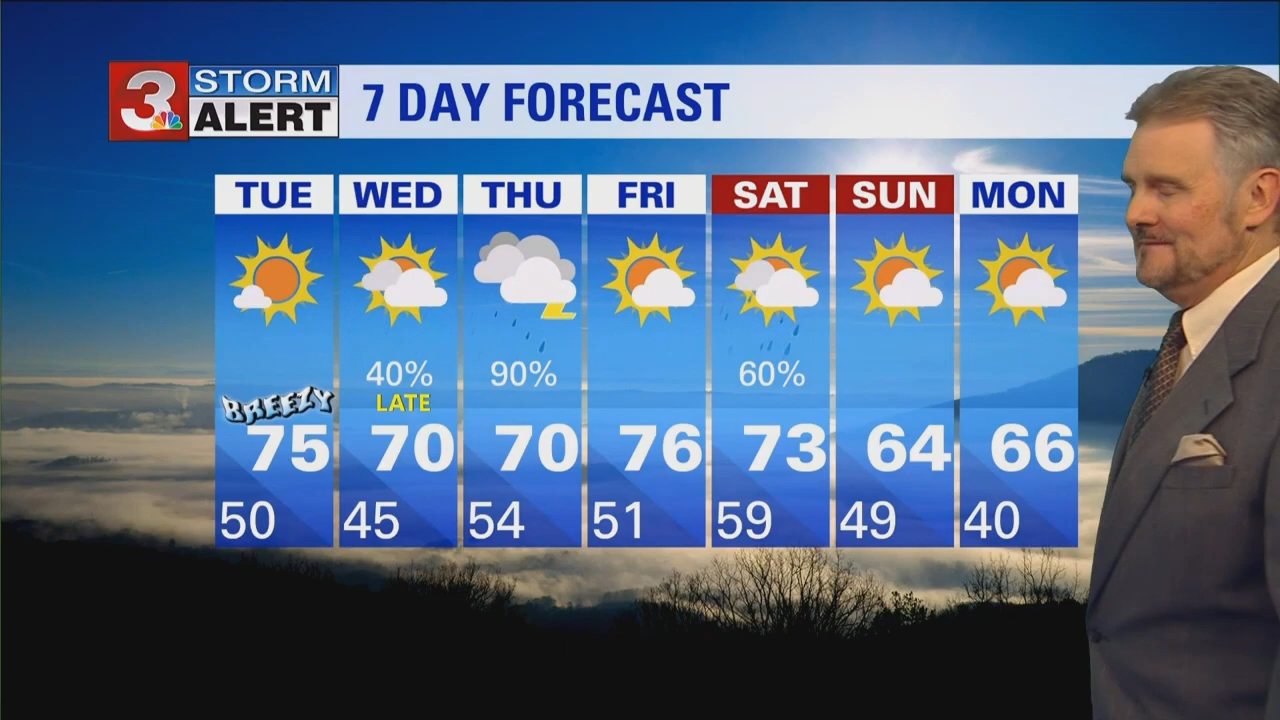 3 STORM
ALERT
7 DAY FORECAST
TUE WED THU FRI SAT SUN MON
40% 90% 60%
BREEZY LATE
75 70 70 76 73 64 66
50 45 54 51 59 49 40